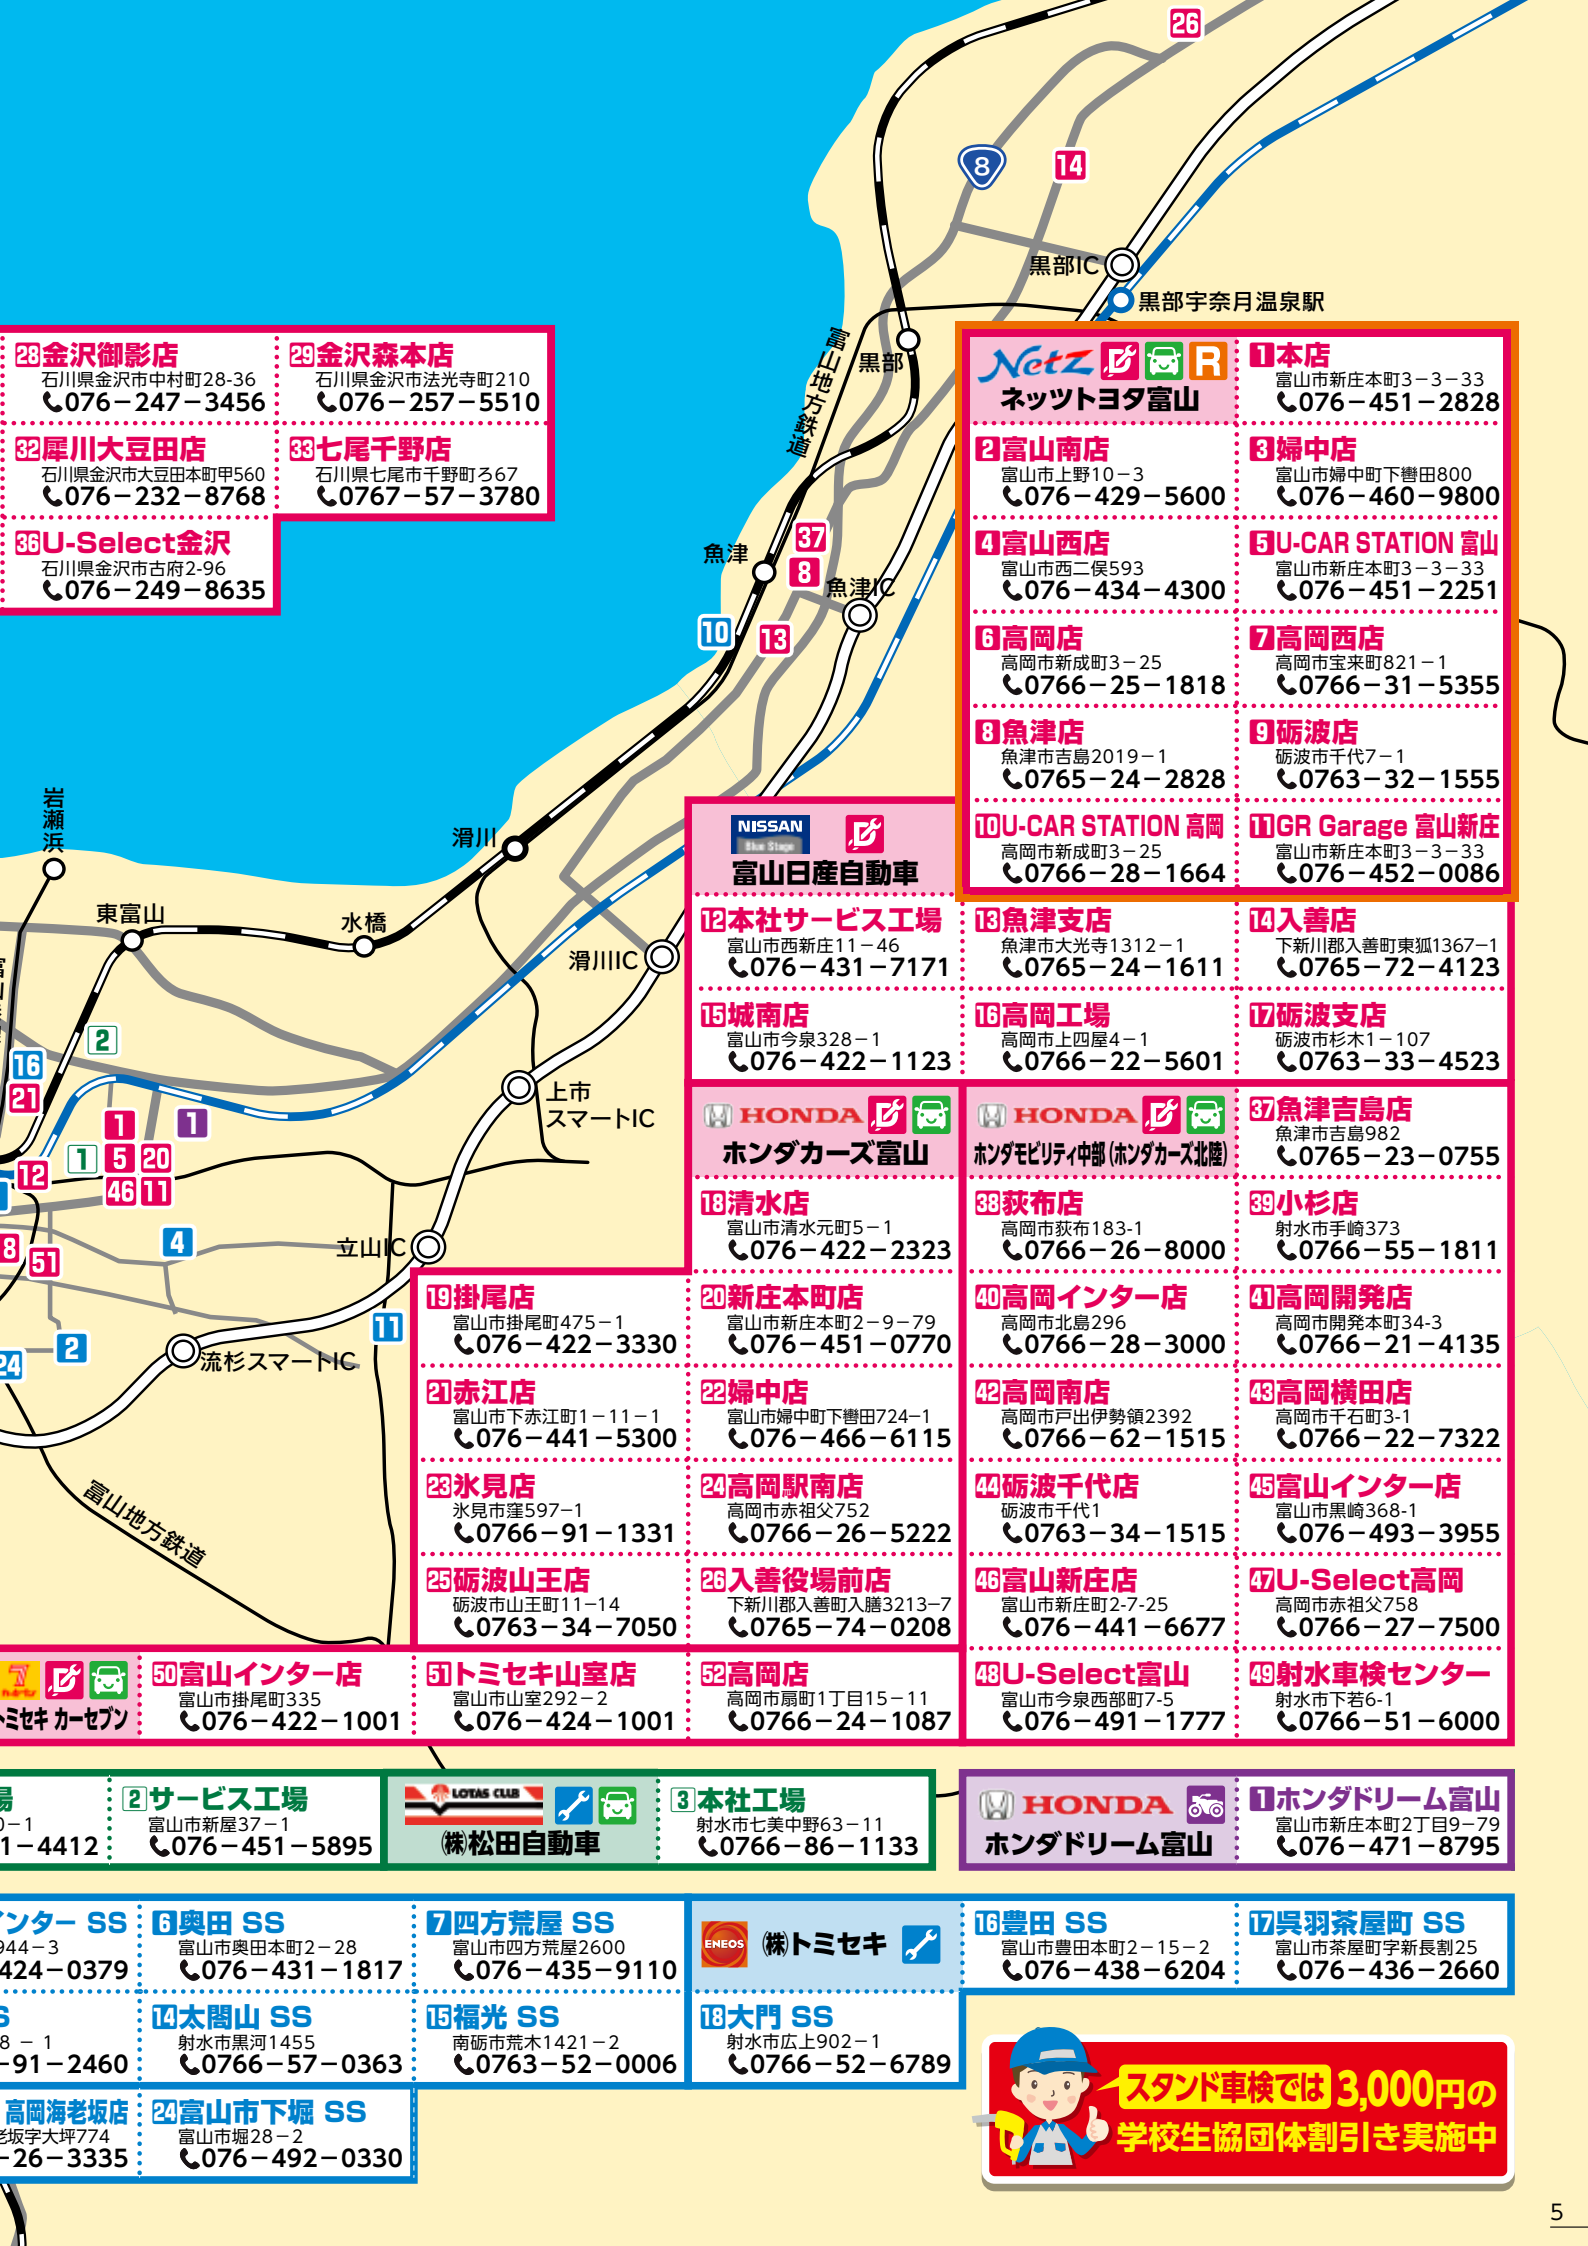 26
8
14
黒部IC
黒部宇奈月温泉駅
富山地方鉄道
黒部
魚津
37
8
魚津IC
10
13
岩瀬浜
滑川
東富山
水橋
滑川IC
2
16
21
1
1
1
5
20
12
46
11
8
51
4
上市
スマートIC
立山IC
11
2
24
流杉スマートIC
富山地方鉄道
28金沢御影店
石川県金沢市中村町28-36
076-247-3456
29金沢森本店
石川県金沢市法光寺町210
076-257-5510
32犀川大豆田店
石川県金沢市大豆田本町甲560
076-232-8768
33七尾千野店
石川県七尾市千野町ろ67
0767-57-3780
36U-Select金沢
石川県金沢市古府2-96
076-249-8635
Netz R
ネッツトヨタ富山
1本店
富山市新庄本町3-3-33
076-451-2828
2富山南店
富山市上野10-3
076-429-5600
3婦中店
富山市婦中町下轡田800
076-460-9800
4富山西店
富山市西二俣593
076-434-4300
5U-CAR STATION 富山
富山市新庄本町3-3-33
076-451-2251
6高岡店
高岡市新成町3-25
0766-25-1818
7高岡西店
高岡市宝来町821-1
0766-31-5355
8魚津店
魚津市吉島2019-1
0765-24-2828
9砺波店
砺波市千代7-1
0763-32-1555
10U-CAR STATION 高岡
高岡市新成町3-25
0766-28-1664
11GR Garage 富山新庄
富山市新庄本町3-3-33
076-452-0086
NISSAN
Blue Stage
富山日産自動車
12本社サービス工場
富山市西新庄11-46
076-431-7171
13魚津支店
魚津市大光寺1312-1
0765-24-1611
14入善店
下新川郡入善町東狐1367-1
0765-72-4123
15城南店
富山市今泉328-1
076-422-1123
16高岡工場
高岡市上四屋4-1
0766-22-5601
17砺波支店
砺波市杉木1-107
0763-33-4523
HONDA
ホンダカーズ富山
18清水店
富山市清水元町5-1
076-422-2323
19掛尾店
富山市掛尾町475-1
076-422-3330
20新庄本町店
富山市新庄本町2-9-79
076-451-0770
21赤江店
富山市下赤江町1-11-1
076-441-5300
22婦中店
富山市婦中町下轡田724-1
076-466-6115
23氷見店
氷見市窪597-1
0766-91-1331
24高岡駅南店
高岡市赤祖父752
0766-26-5222
25砺波山王店
砺波市山王町11-14
0763-34-7050
26入善役場前店
下新川郡入善町入膳3213-7
0765-74-0208
HONDA
ホンダモビリティ中部(ホンダカーズ北陸)
37魚津吉島店
魚津市吉島982
0765-23-0755
38荻布店
高岡市荻布183-1
0766-26-8000
39小杉店
射水市手崎373
0766-55-1811
40高岡インター店
高岡市北島296
0766-28-3000
41高岡開発店
高岡市開発本町34-3
0766-21-4135
42高岡南店
高岡市戸出伊勢領2392
0766-62-1515
43高岡横田店
高岡市千石町3-1
0766-22-7322
44砺波千代店
砺波市千代1
0763-34-1515
45富山インター店
富山市黒崎368-1
076-493-3955
46富山新庄店
富山市新庄町2-7-25
076-441-6677
47U-Select高岡
高岡市赤祖父758
0766-27-7500
48U-Select富山
富山市今泉西部町7-5
076-491-1777
49射水車検センター
射水市下若6-1
0766-51-6000
トミセキ カーセブン
50富山インター店
富山市掛尾町335
076-422-1001
51トミセキ山室店
富山市山室292-2
076-424-1001
52高岡店
高岡市扇町1丁目15-11
0766-24-1087
場
0-1
1-4412
2サービス工場
富山市新屋37-1
076-451-5895
LOTAS CLUB
㈱松田自動車
3本社工場
射水市七美中野63-11
0766-86-1133
HONDA
ホンダドリーム富山
1ホンダドリーム富山
富山市新庄本町2丁目9-79
076-471-8795
ンター SS
944-3
424-0379
6奥田 SS
富山市奥田本町2-28
076-431-1817
7四方荒屋 SS
富山市四方荒屋2600
076-435-9110
ENEOS ㈱トミセキ
16豊田 SS
富山市豊田本町2-15-2
076-438-6204
17呉羽茶屋町 SS
富山市茶屋町字新長割25
076-436-2660
S
8-1
-91-2460
14太閤山 SS
射水市黒河1455
0766-57-0363
15福光 SS
南砺市荒木1421-2
0763-52-0006
18大門 SS
射水市広上902-1
0766-52-6789
高岡海老坂店
老坂字大坪774
-26-3335
24富山市下堀 SS
富山市堀28-2
076-492-0330
スタンド車検では3,000円の
学校生協団体割引き実施中
5